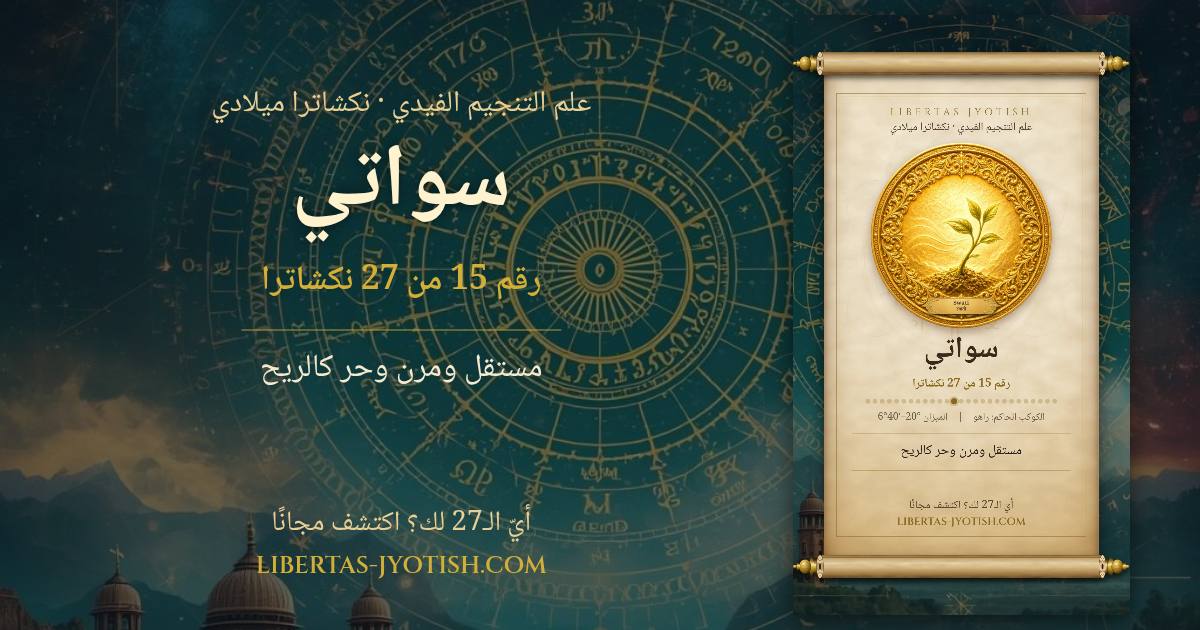 علم التنجيم الفيدي · نكشاترا ميلادي
سواتي
رقم 15 من 27 نكشاترا
مستقل ومرن وحر كالريح
أيّ الـ27 لك؟ اكتشف مجانًا
LIBERTAS-JYOTISH.COM
LIBERTAS JYOTISH
علم التنجيم الفيدي · نكشاترا ميلادي
سواتي
رقم 15 من 27 نكشاترا
الكوكب الحاكم: راهو | الميزان 20°–6°40'
مستقل ومرن وحر كالريح
أي الـ27 لك؟ اكتشف مجانًا
LIBERTAS-JYOTISH.COM